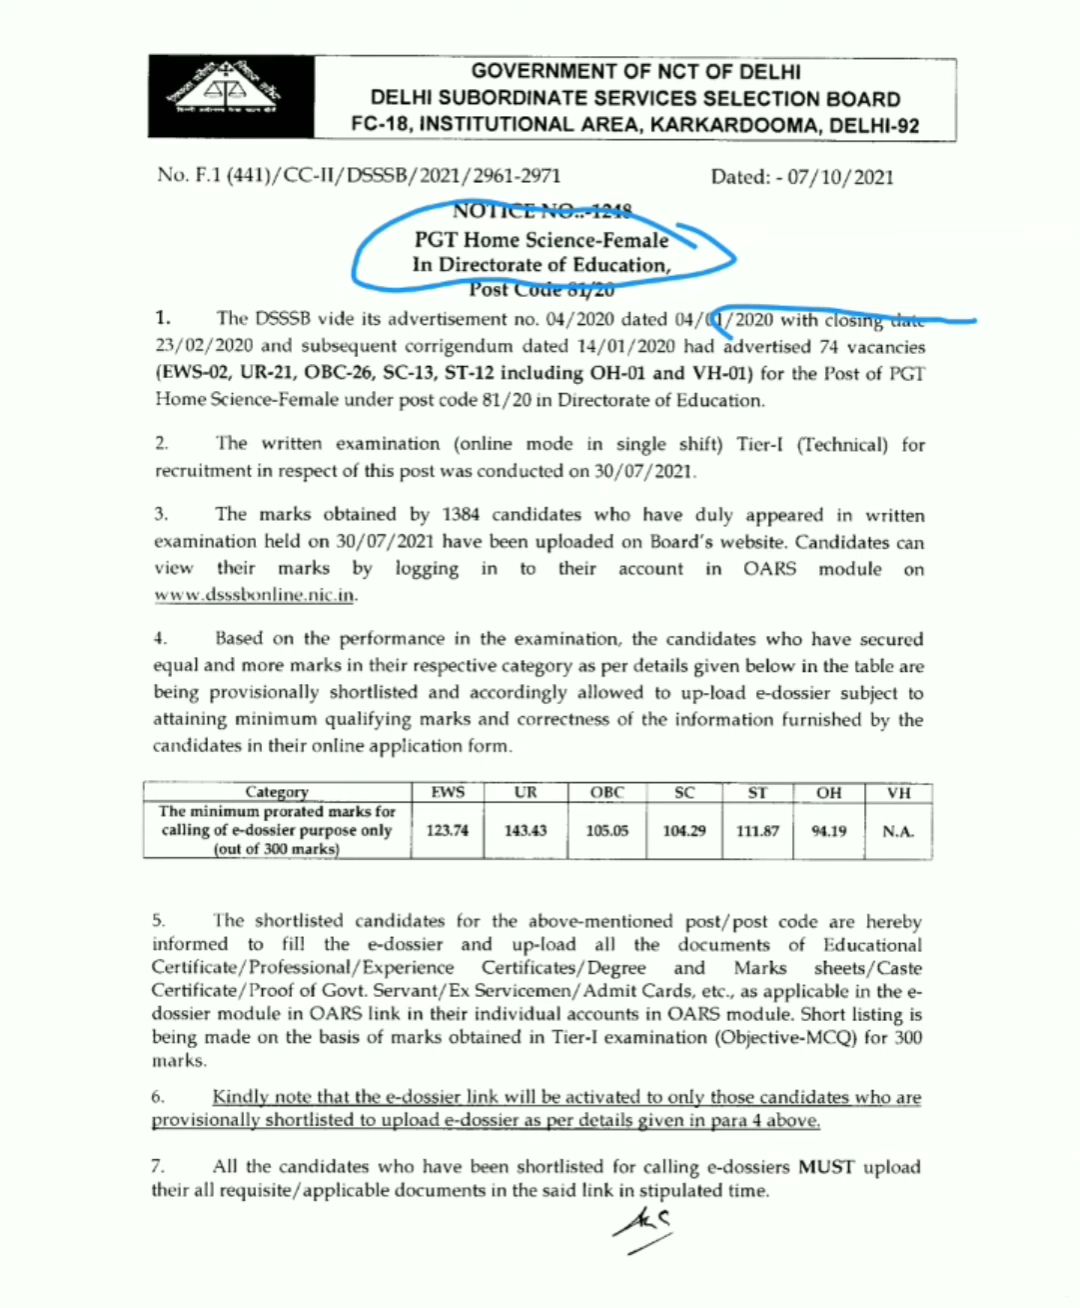 GOVERNMENT OF NCT OF DELHI
DELHI SUBORDINATE SERVICES SELECTION BOARD
FC-18, INSTITUTIONAL AREA, KARKARDOOMA, DELHI-92
No. F.1 (441)/CC-II/DSSSB/2021/2961-2971 Dated: - 07/10/2021
NOTICE NO..-1248
PGT Home Science-Female
In Directorate of Education,
Post Code 81/20
1. The DSSSB vide its advertisement no. 04/2020 dated 04/01/2020 with closing date
23/02/2020 and subsequent corrigendum dated 14/01/2020 had advertised 74 vacancies
(EWS-02, UR-21, OBC-26, SC-13, ST-12 including OH-01 and VH-01) for the Post of PGT
Home Science-Female under post code 81/20 in Directorate of Education.
2. The written examination (online mode in single shift) Tier-I (Technical) for
recruitment in respect of this post was conducted on 30/07/2021.
3. The marks obtained by 1384 candidates who have duly appeared in written
examination held on 30/07/2021 have been uploaded on Board's website. Candidates can
view their marks by logging in to their account in OARS module on
www.dsssbonline.nic.in.
4. Based on the performance in the examination, the candidates who have secured
equal and more marks in their respective category as per details given below in the table are
being provisionally shortlisted and accordingly allowed to up-load e-dossier subject to
attaining minimum qualifying marks and correctness of the information furnished by the
candidates in their online application form.
Category EWS UR OBC SC ST OH VH
The minimum prorated marks for
calling of e-dossier purpose only 123.74 143.43 105.05 104.29 111.87 94.19 N.A.
(out of 300 marks)
5. The shortlisted candidates for the above-mentioned post/post code are hereby
informed to fill the e-dossier and up-load all the documents of Educational
Certificate/Professional/Experience Certificates/Degree and Marks sheets/Caste
Certificate/Proof of Govt. Servant/Ex Servicemen/Admit Cards, etc., as applicable in the e-
dossier module in OARS link in their individual accounts in OARS module. Short listing is
being made on the basis of marks obtained in Tier-I examination (Objective-MCQ) for 300
marks.
6. Kindly note that the e-dossier link will be activated to only those candidates who are
provisionally shortlisted to upload e-dossier as per details given in para 4 above.
7. All the candidates who have been shortlisted for calling e-dossiers MUST upload
their all requisite/applicable documents in the said link in stipulated time.